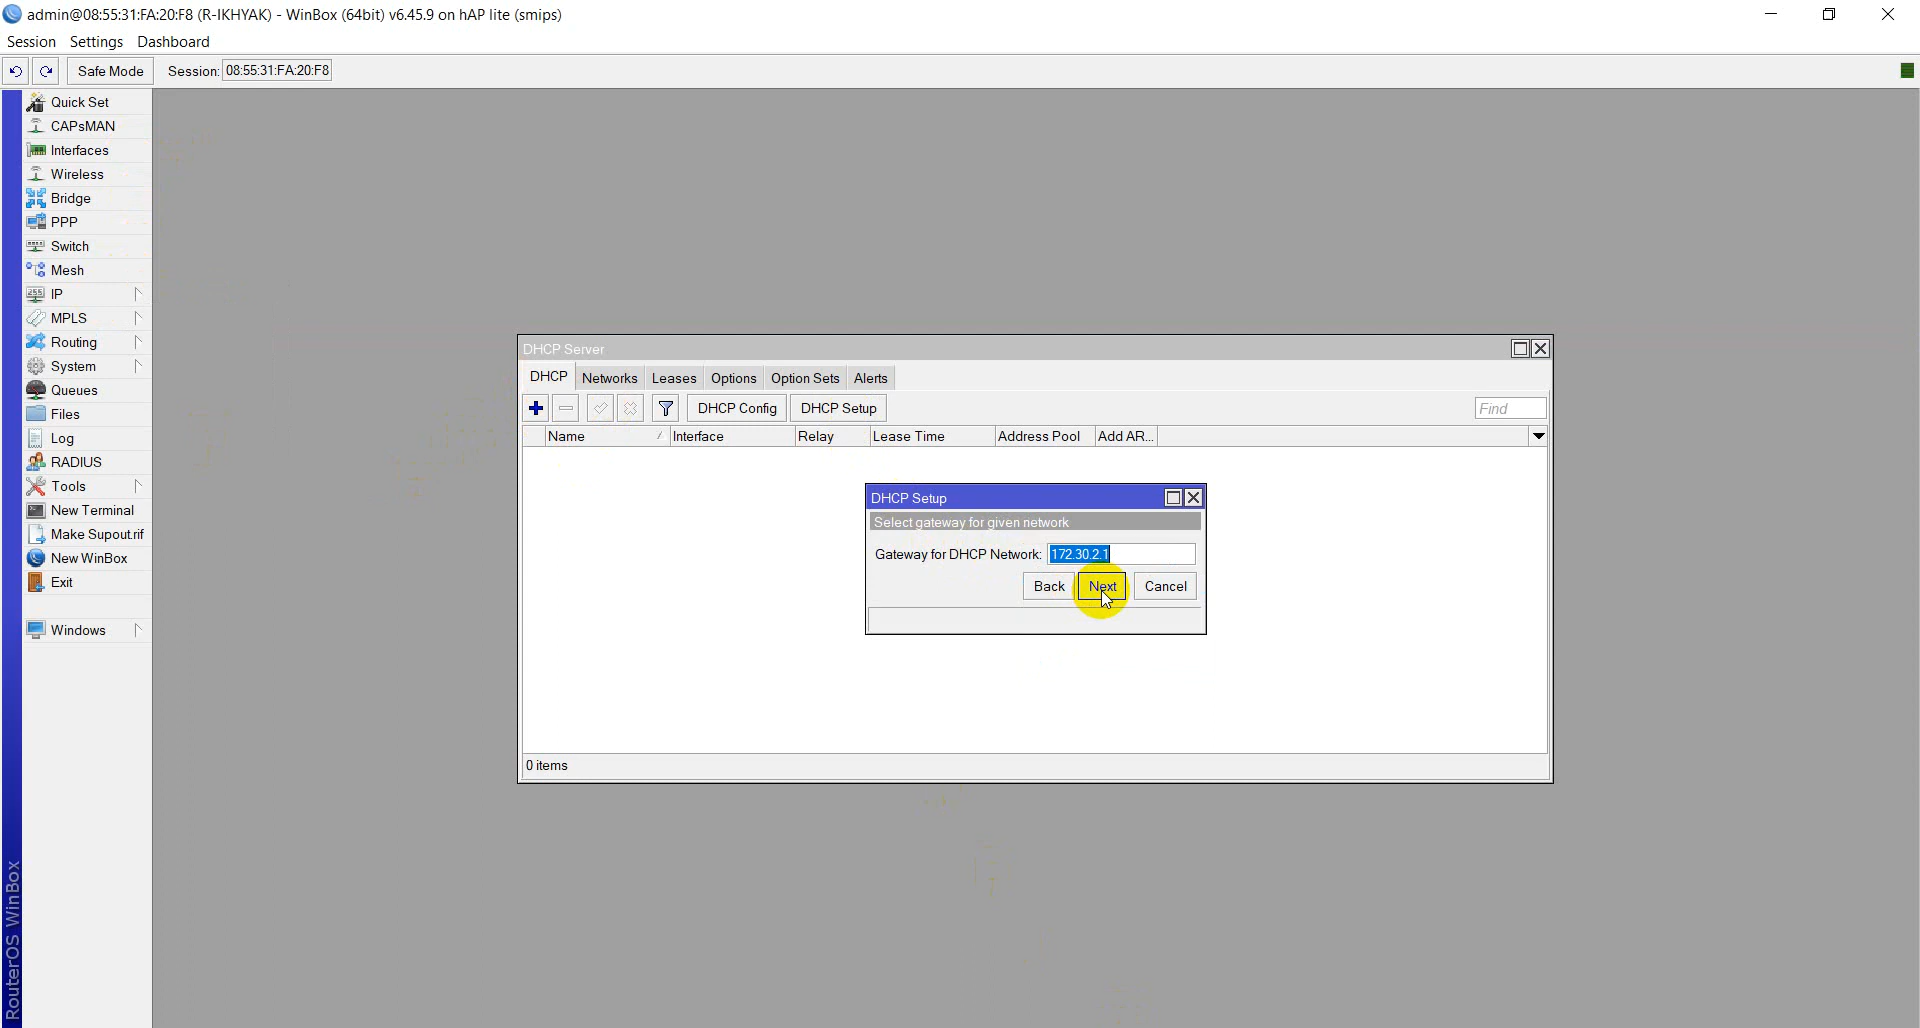 admin@08:55:31:FA:20:F8 (R-IKHYAK) - WinBox (64bit) v6.45.9 on hAP lite (smips)
Session Settings Dashboard
Safe Mode Session: 08:55:31:FA:20:F8
Quick Set
CAPsMAN
Interfaces
Wireless
Bridge
PPP
Switch
Mesh
IP
MPLS
Routing
System
Queues
Files
Log
RADIUS
Tools
New Terminal
Make Supout.rif
New WinBox
Exit
Windows
RouterOS WinBox
DHCP Server
DHCP Networks Leases Options Option Sets Alerts
DHCP Config DHCP Setup Find
Name Interface Relay Lease Time Address Pool Add AR...
DHCP Setup
Select gateway for given network
Gateway for DHCP Network: 172.30.2.1
Back Next Cancel
0 items